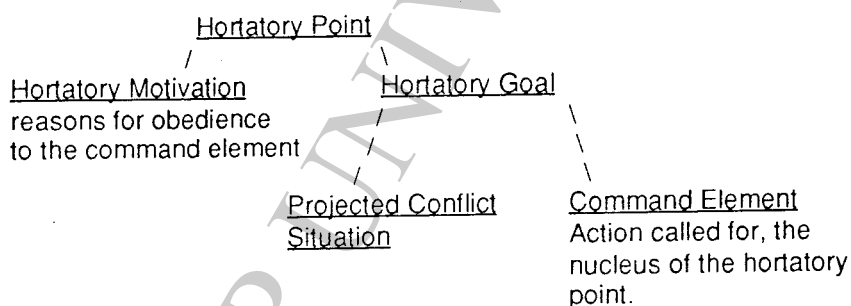 Hortatory Point
Hortatory Motivation
reasons for obedience
to the command element
Hortatory Goal
Projected Conflict
Situation
Command Element
Action called for, the
nucleus of the hortatory
point.